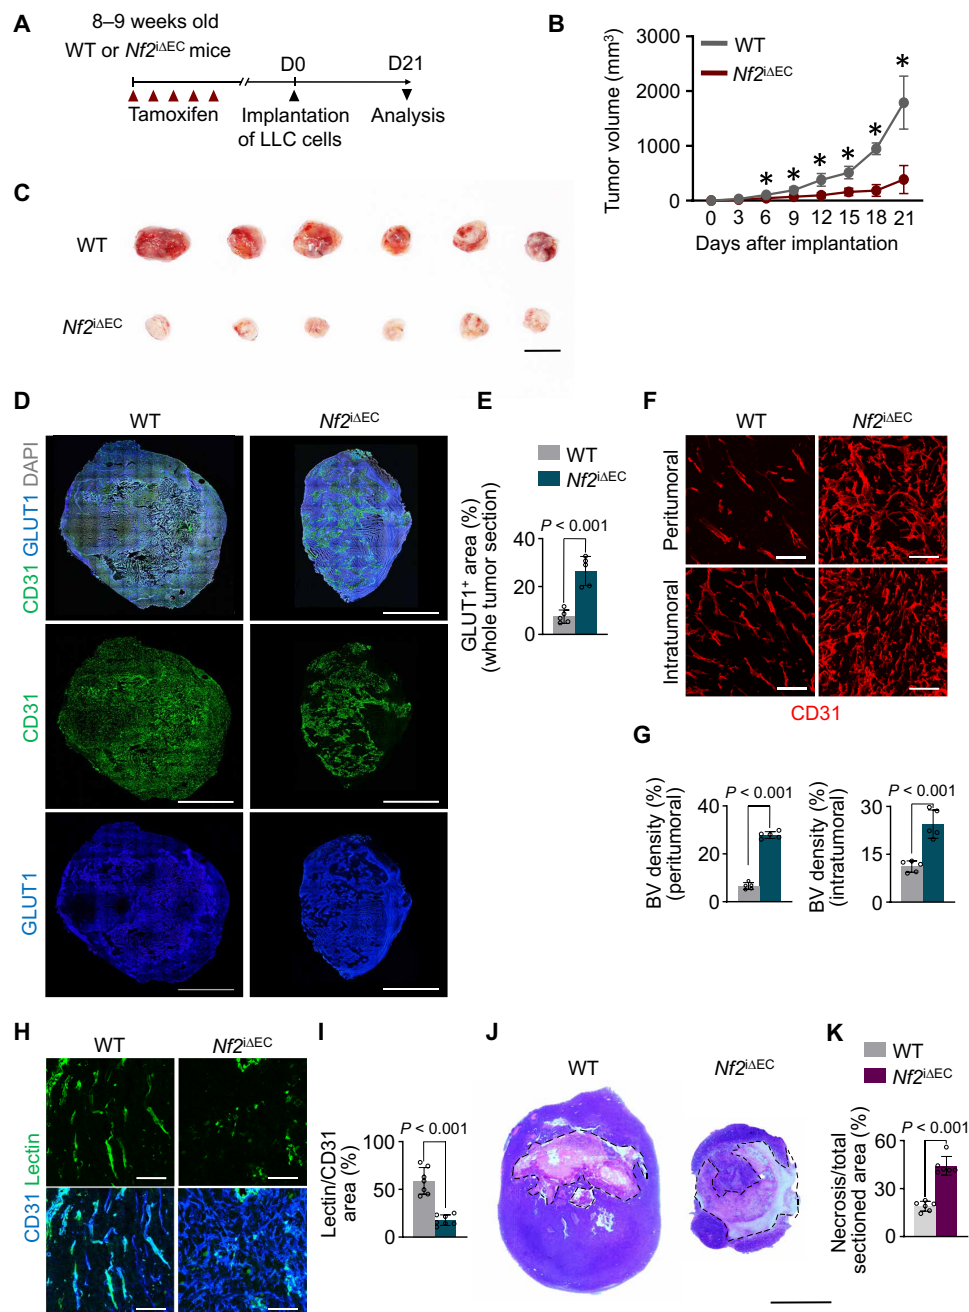 A
8–9 weeks old
WT or Nf2iΔEC mice
D0
D21
Tamoxifen
Implantation
of LLC cells
Analysis
B
Tumor volume (mm3)
3000
2000
1000
0
WT
Nf2iΔEC
* * * * * *
0 3 6 9 12 15 18 21
Days after implantation
C
WT
Nf2iΔEC
D
WT
Nf2iΔEC
CD31 GLUT1 DAPI
CD31
GLUT1
E
WT
Nf2iΔEC
P < 0.001
GLUT1+ area (%)
(whole tumor section)
40
20
0
F
WT
Nf2iΔEC
Peritumoral
Intratumoral
CD31
G
P < 0.001
BV density (%)
(peritumoral)
40
20
0
P < 0.001
BV density (%)
(intratumoral)
30
15
0
H
WT
Nf2iΔEC
CD31 Lectin
I
P < 0.001
Lectin/CD31
area (%)
100
50
0
J
WT
Nf2iΔEC
K
WT
Nf2iΔEC
P < 0.001
Necrosis/total
sectioned area (%)
60
30
0